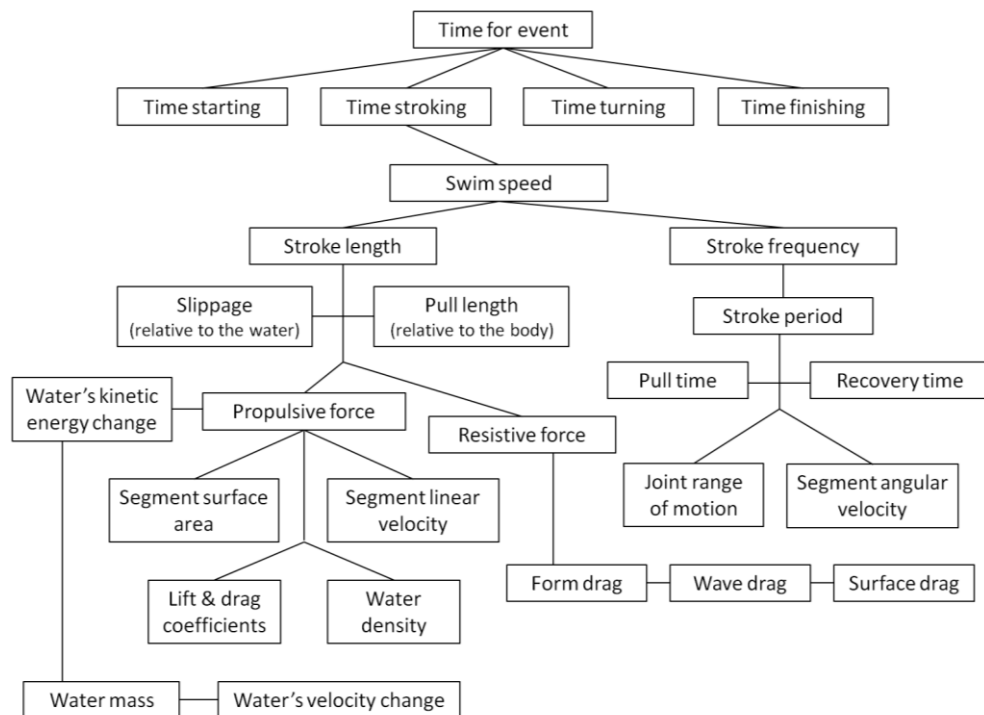 Time for event
Time starting
Time stroking
Time turning
Time finishing
Swim speed
Stroke length
Stroke frequency
Slippage
(relative to the water)
Pull length
(relative to the body)
Stroke period
Pull time
Recovery time
Water's kinetic
energy change
Propulsive force
Resistive force
Segment surface
area
Segment linear
velocity
Joint range
of motion
Segment angular
velocity
Lift & drag
coefficients
Water
density
Form drag
Wave drag
Surface drag
Water mass
Water's velocity change